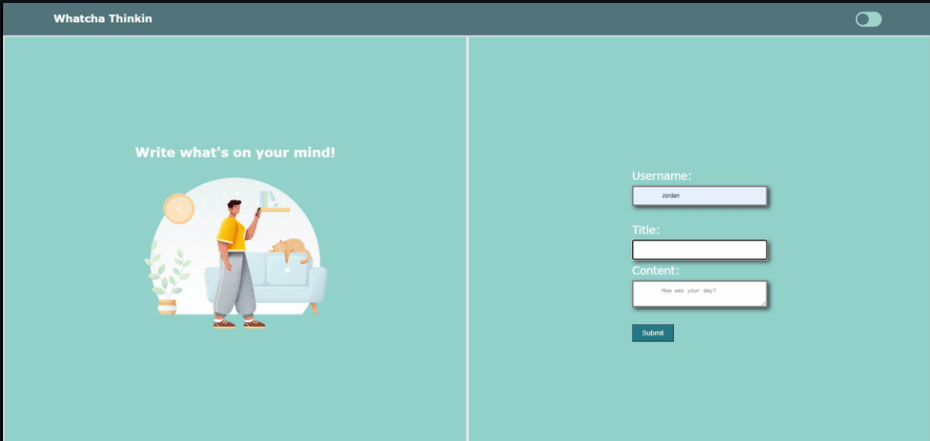 Whatcha Thinkin
Write what's on your mind!
Username:
Jordan
Title:
Content:
How was your day?
Submit